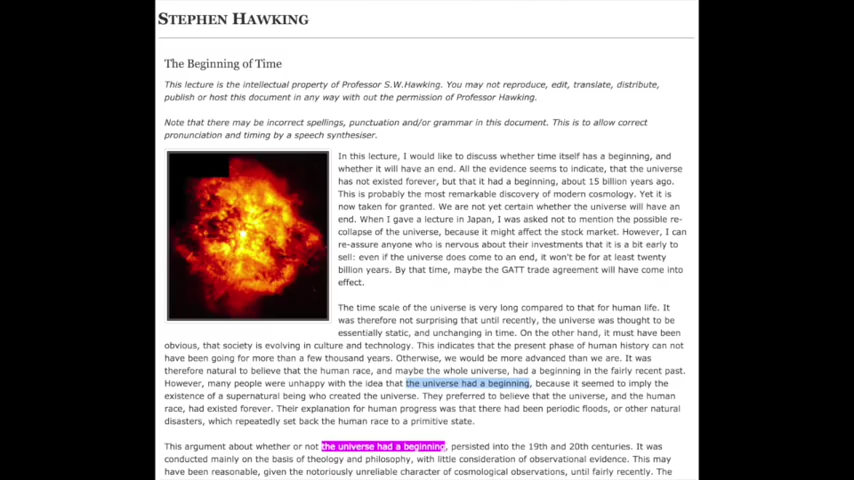 STEPHEN HAWKING
The Beginning of Time
This lecture is the intellectual property of Professor S.W.Hawking. You may not reproduce, edit, translate, distribute,
publish or host this document in any way with out the permission of Professor Hawking.
Note that there may be incorrect spellings, punctuation and/or grammar in this document. This is to allow correct
pronunciation and timing by a speech synthesiser.
In this lecture, I would like to discuss whether time itself has a beginning, and
whether it will have an end. All the evidence seems to indicate, that the universe
has not existed forever, but that it had a beginning, about 15 billion years ago.
This is probably the most remarkable discovery of modern cosmology. Yet it is
now taken for granted. We are not yet certain whether the universe will have an
end. When I gave a lecture in Japan, I was asked not to mention the possible re-
collapse of the universe, because it might affect the stock market. However, I can
re-assure anyone who is nervous about their investments that it is a bit early to
sell: even if the universe does come to an end, it won't be for at least twenty
billion years. By that time, maybe the GATT trade agreement will have come into
effect.
The time scale of the universe is very long compared to that for human life. It
was therefore not surprising that until recently, the universe was thought to be
essentially static, and unchanging in time. On the other hand, it must have been
obvious, that society is evolving in culture and technology. This indicates that the present phase of human history can not
have been going for more than a few thousand years. Otherwise, we would be more advanced than we are. It was
therefore natural to believe that the human race, and maybe the whole universe, had a beginning in the fairly recent past.
However, many people were unhappy with the idea that the universe had a beginning, because it seemed to imply the
existence of a supernatural being who created the universe. They preferred to believe that the universe, and the human
race, had existed forever. Their explanation for human progress was that there had been periodic floods, or other natural
disasters, which repeatedly set back the human race to a primitive state.
This argument about whether or not the universe had a beginning, persisted into the 19th and 20th centuries. It was
conducted mainly on the basis of theology and philosophy, with little consideration of observational evidence. This may
have been reasonable, given the notoriously unreliable character of cosmological observations, until fairly recently. The